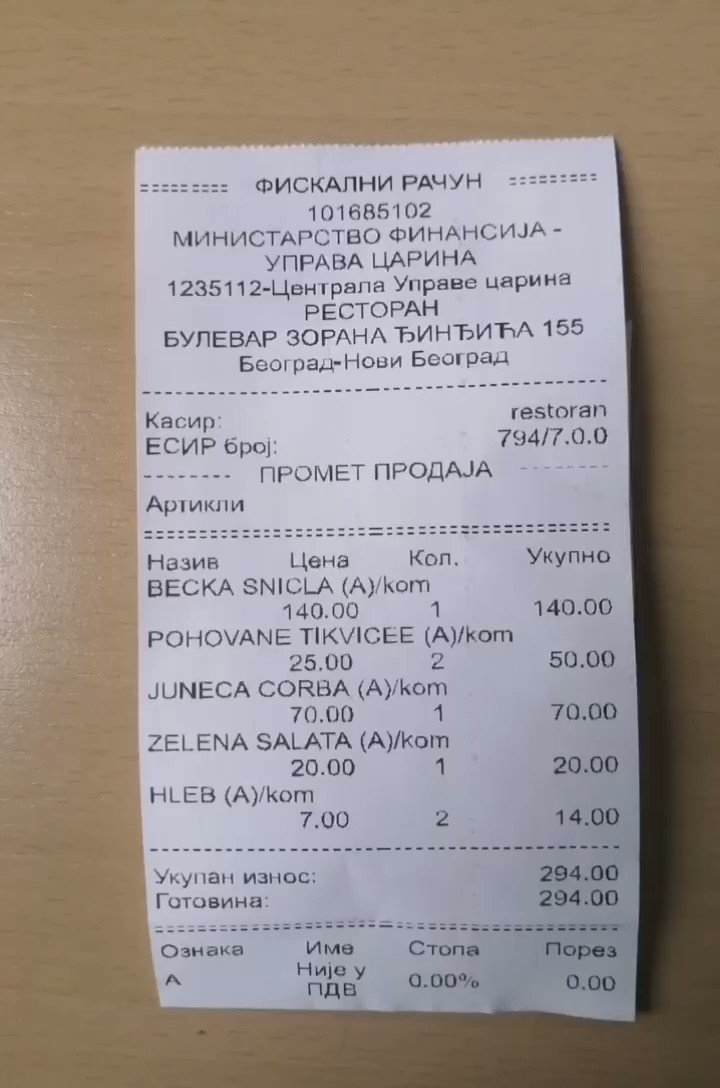 ========= ФИСКАЛНИ РАЧУН =========
101685102
МИНИСТАРСТВО ФИНАНСИЈА -
УПРАВА ЦАРИНА
1235112-Централа Управе царина
РЕСТОРАН
БУЛЕВАР ЗОРАНА ЂИНЂИЋА 155
Београд-Нови Београд
Касир: restoran
ЕСИР број: 794/7.0.0
-------- ПРОМЕТ ПРОДАЈА --------
Артикли
Назив Цена Кол. Укупно
BECKA SNICLA (A)/kom
140.00 1 140.00
POHOVANE TIKVICEE (A)/kom
25.00 2 50.00
JUNECA CORBA (A)/kom
70.00 1 70.00
ZELENA SALATA (A)/kom
20.00 1 20.00
HLEB (A)/kom
7.00 2 14.00
Укупан износ: 294.00
Готовина: 294.00
Ознака Име Стопа Порез
А Није у ПДВ 0.00% 0.00